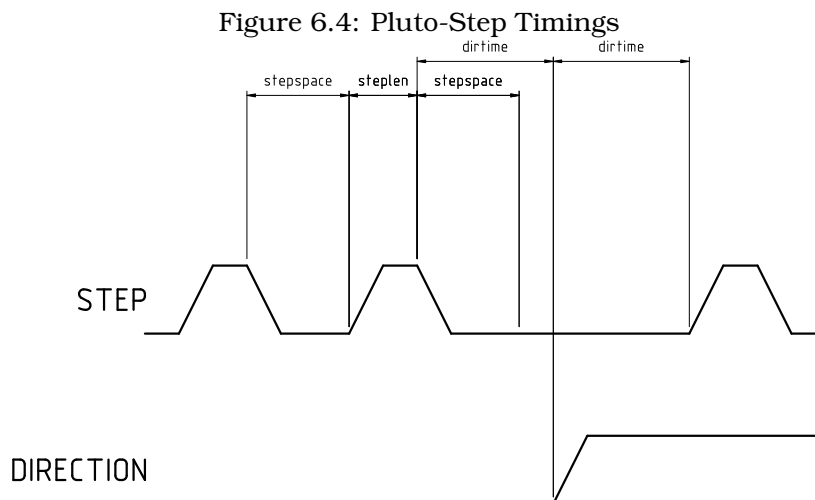 Figure 6.4: Pluto-Step Timings
dirtime dirtime
stepspace steplen stepspace
STEP
DIRECTION